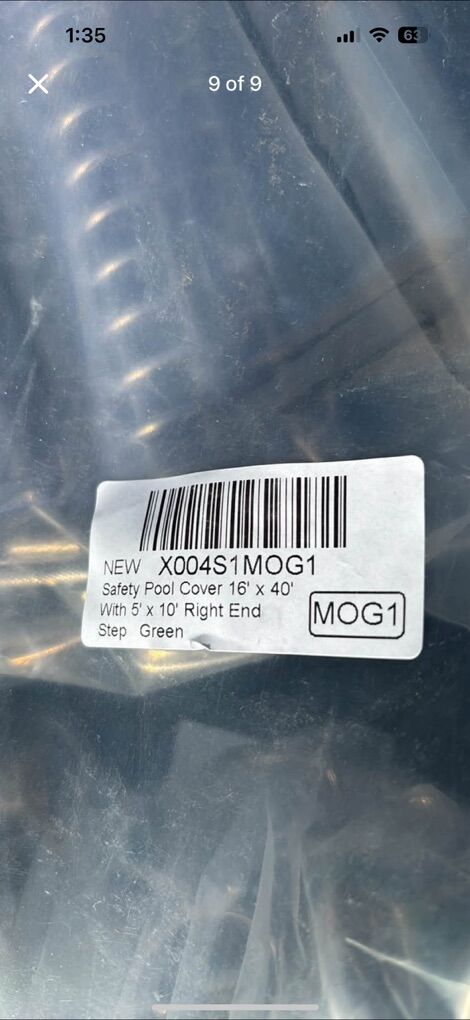 1:35
63
9 of 9
NEW X004S1MOG1
Safety Pool Cover 16' x 40'
With 5' x 10' Right End
MOG1
Step Green